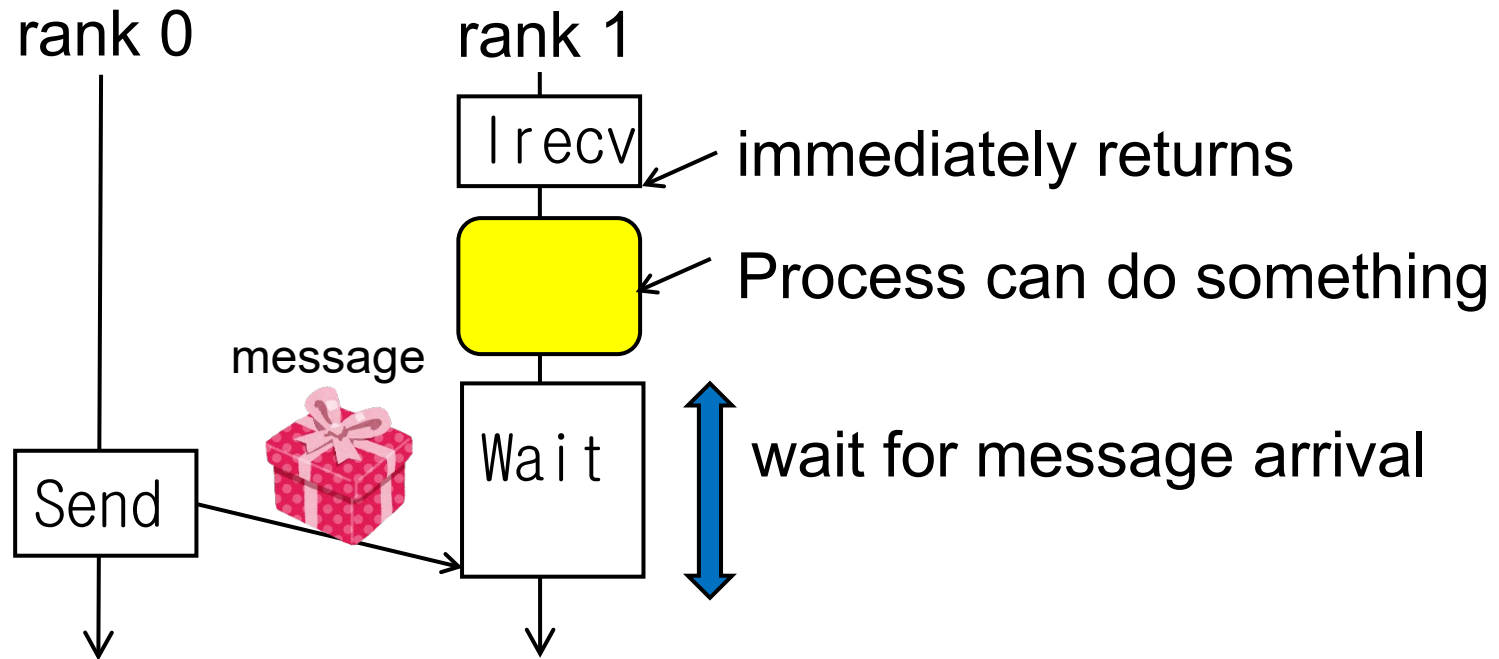 rank 0
rank 1
Irecv
immediately returns
Process can do something
message
Wait
wait for message arrival
Send